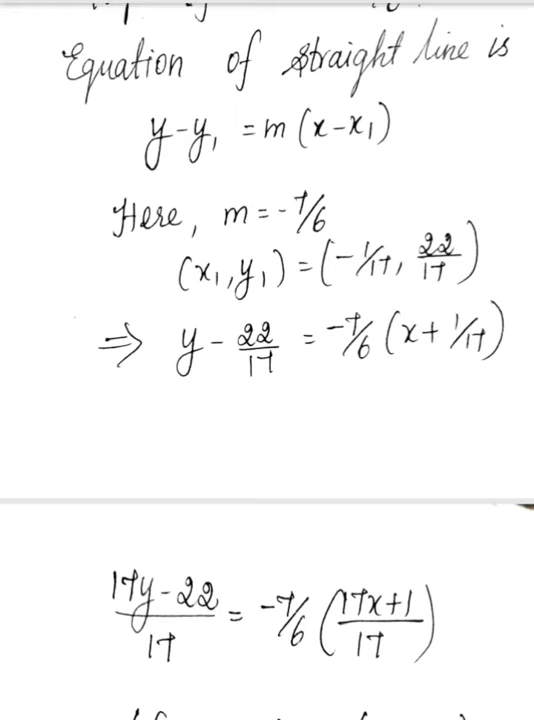 Equation of straight line is
y-y₁ = m(x-x₁)
Here, m = -7/6
(x₁,y₁) = (-1/17, 22/17)
⇒ y - 22/17 = -7/6 (x + 1/17)
(17y-22)/17 = -7/6 ((17x+1)/17)